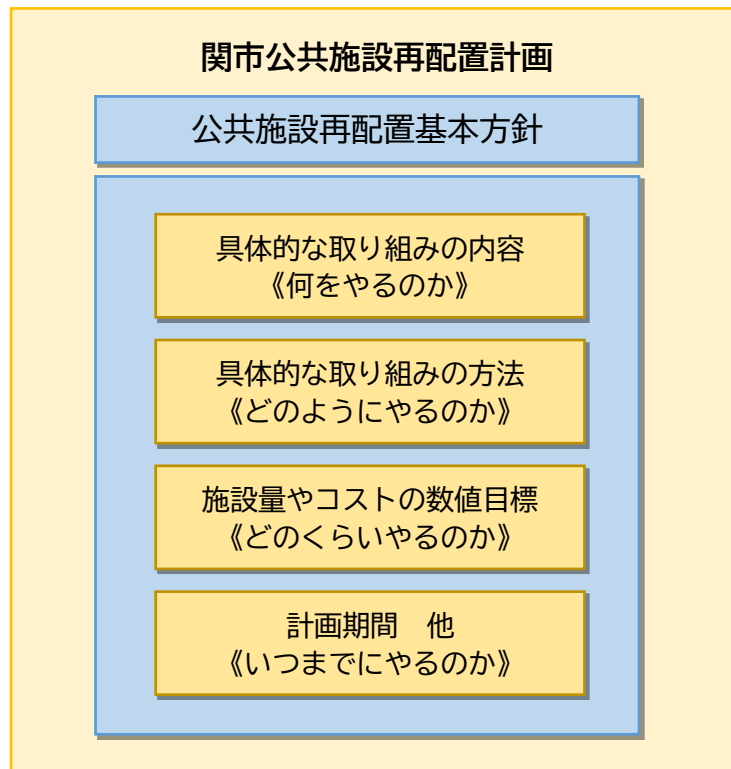 関市公共施設再配置計画
公共施設再配置基本方針
具体的な取り組みの内容
《何をやるのか》
具体的な取り組みの方法
《どのようにやるのか》
施設量やコストの数値目標
《どのくらいやるのか》
計画期間　他
《いつまでにやるのか》